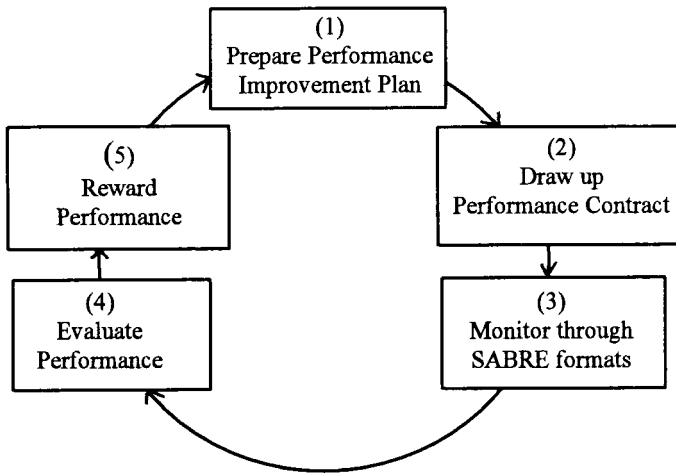 (1)
Prepare Performance
Improvement Plan
(2)
Draw up
Performance Contract
(3)
Monitor through
SABRE formats
(4)
Evaluate
Performance
(5)
Reward
Performance